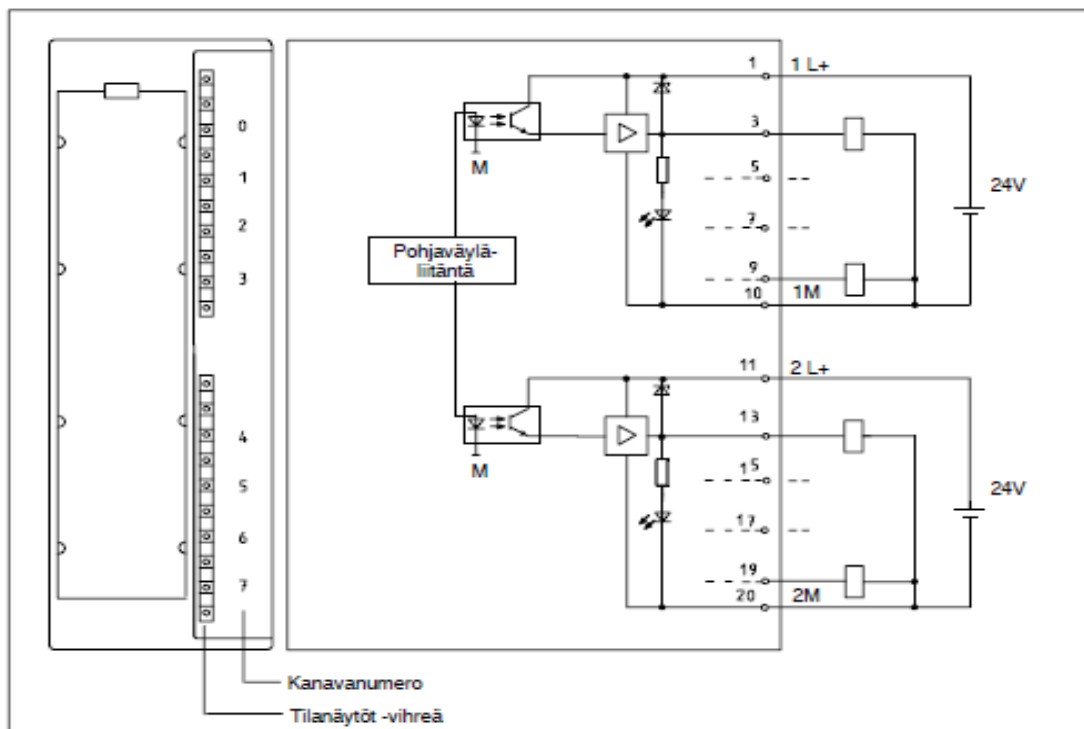 0
1
2
3
4
5
6
7
Kanavanumero
Tilanäytöt -vihreä
Pohjaväylä-
liitäntä
M
M
1 1 L+
3
5
7
9
10 1M
24V
11 2 L+
13
15
17
19
20 2M
24V